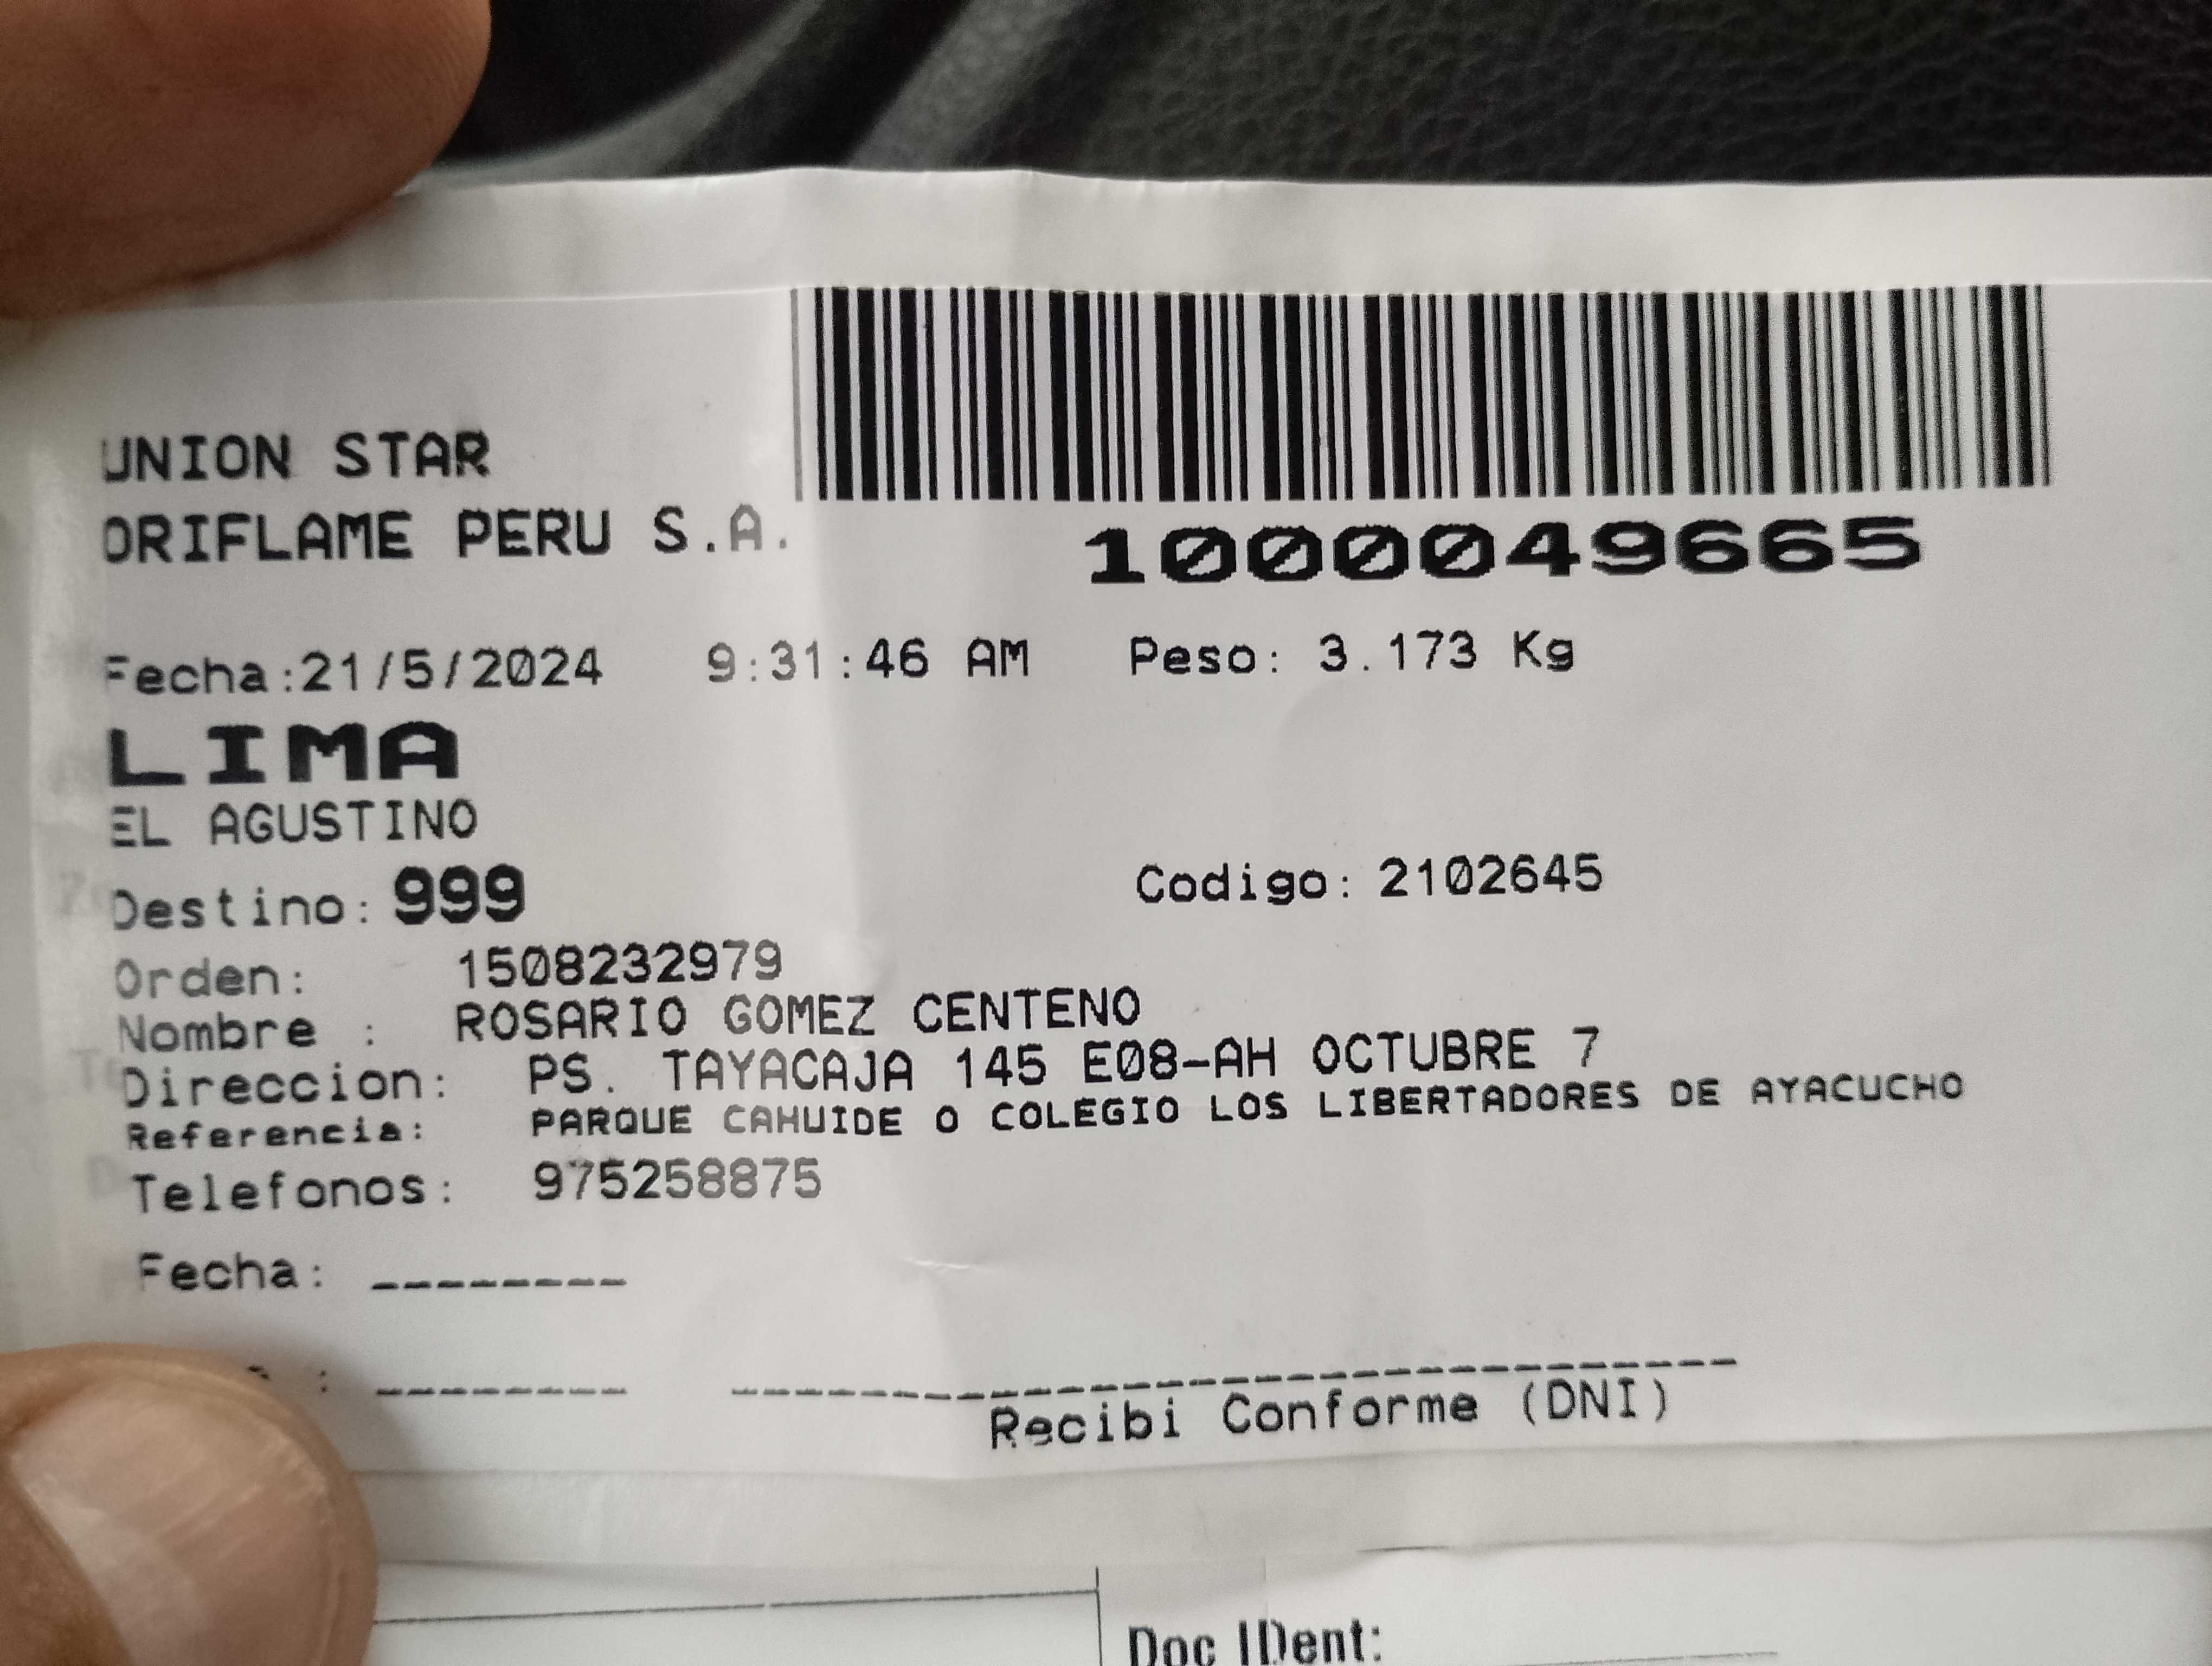 UNION STAR
ORIFLAME PERU S.A.
1000049665
Fecha:21/5/2024 9:31:46 AM Peso: 3.173 Kg
LIMA
EL AGUSTINO
Destino: 999 Codigo: 2102645
Orden: 1508232979
Nombre : ROSARIO GOMEZ CENTENO
Direccion: PS. TAYACAJA 145 E08-AH OCTUBRE 7
Referencia: PARQUE CAHUIDE O COLEGIO LOS LIBERTADORES DE AYACUCHO
Telefonos: 975258875
Fecha: --------
: --------
Recibi Conforme (DNI)
Doc IDent: